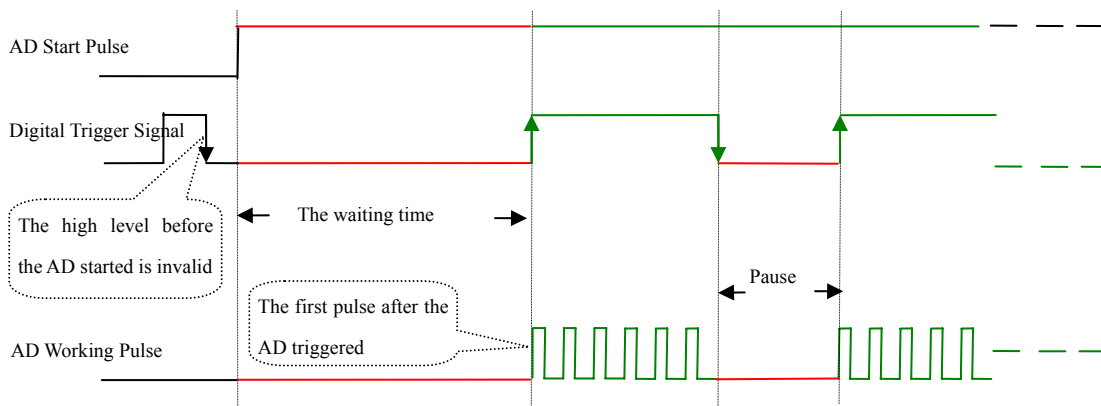 AD Start Pulse
Digital Trigger Signal
The high level before
the AD started is invalid
The waiting time
Pause
The first pulse after the
AD triggered
AD Working Pulse